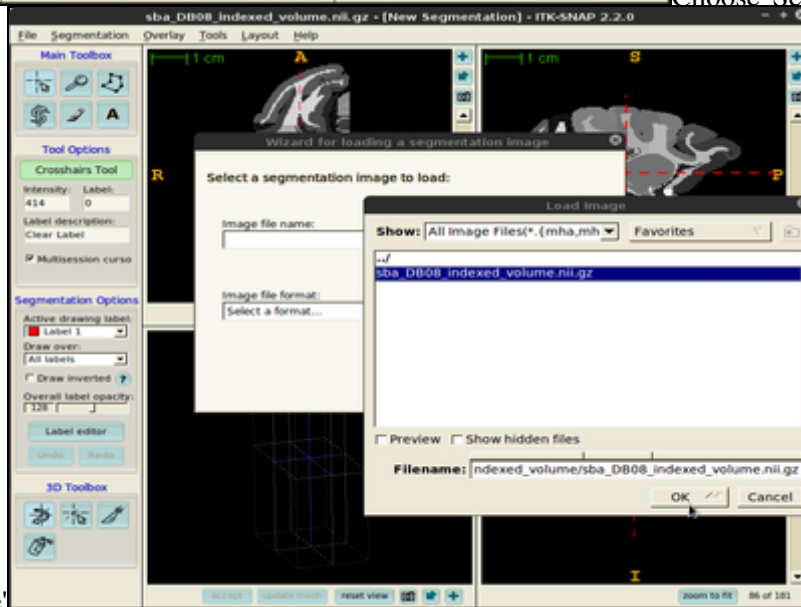 Choose Se
sba_DB08_indexed_volume.nii.gz - [New Segmentation] - ITK-SNAP 2.2.0
File Segmentation Overlay Tools Layout Help
Main Toolbox
A
Tool Options
Crosshairs Tool
Intensity: Label:
414 0
Label description:
Clear Label
Multisession curso
Segmentation Options
Active drawing label:
Label 1
Draw over:
All labels
Draw inverted ?
Overall label opacity:
128
Label editor
Undo Redo
3D Toolbox
1 cm
A
R
1 cm
S
P
I
Wizard for loading a segmentation image
Select a segmentation image to load:
Image file name:
Image file format:
Select a format...
Load Image
Show: All Image Files(*.{mha,mh Favorites
../
sba_DB08_indexed_volume.nii.gz
Preview Show hidden files
Filename: ndexed_volume/sba_DB08_indexed_volume.nii.gz
OK Cancel
accept update mesh reset view
zoom to fit 86 of 181